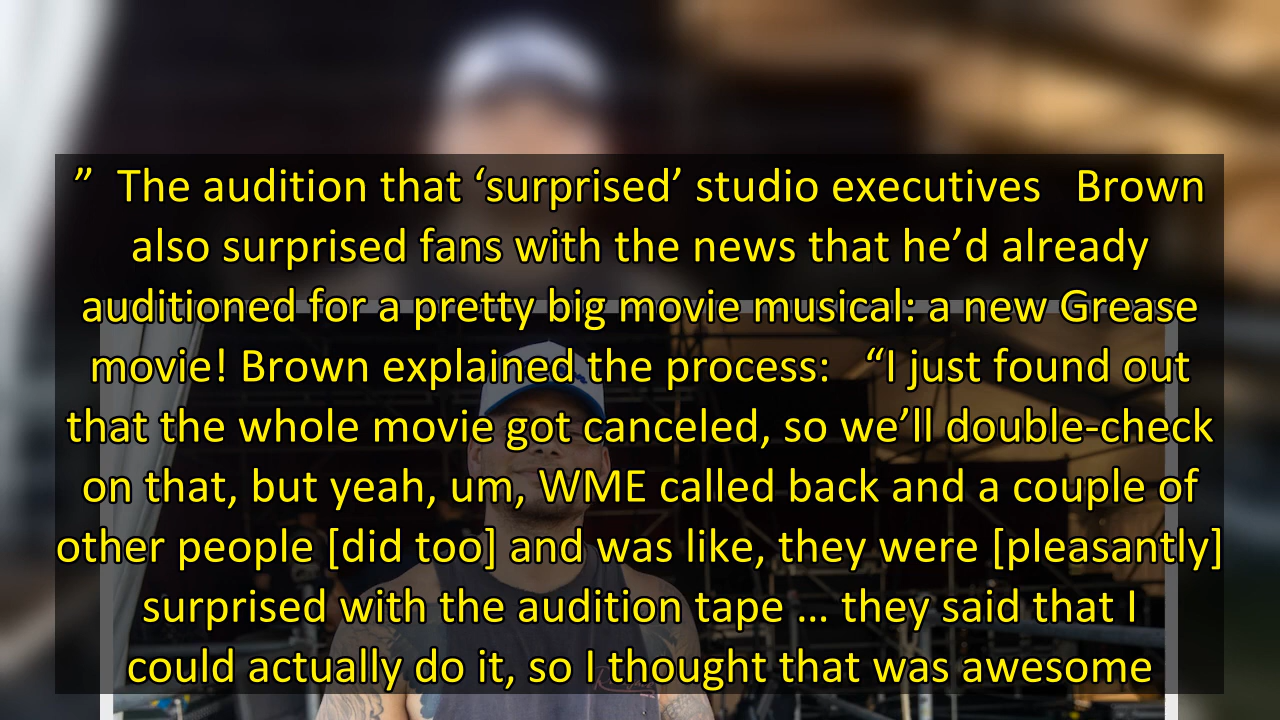 ”  The audition that ‘surprised’ studio executives   Brown
also surprised fans with the news that he’d already
auditioned for a pretty big movie musical: a new Grease
movie! Brown explained the process:   “I just found out
that the whole movie got canceled, so we’ll double-check
on that, but yeah, um, WME called back and a couple of
other people [did too] and was like, they were [pleasantly]
surprised with the audition tape ... they said that I
could actually do it, so I thought that was awesome